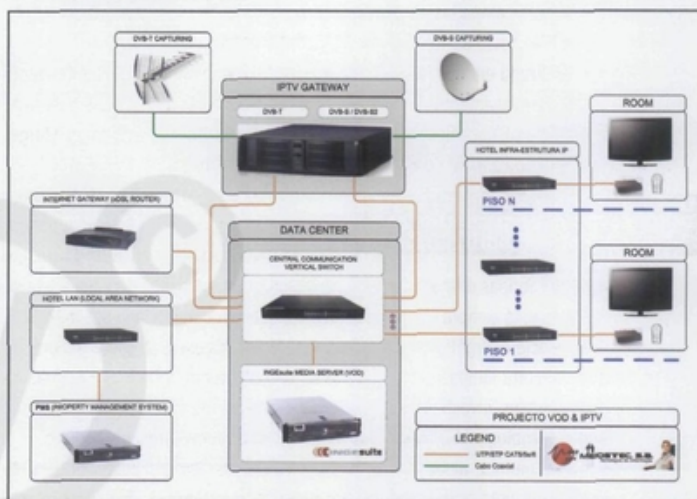 DVB-T CAPTURING
DVB-S CAPTURING
IPTV GATEWAY
DVB-T
DVB-S / DVB-S2
ROOM
HOTEL INFRA-ESTRUTURA IP
PISO N
INTERNET GATEWAY (xDSL ROUTER)
DATA CENTER
CENTRAL COMMUNICATION
VERTICAL SWITCH
ROOM
HOTEL LAN (LOCAL AREA NETWORK)
PISO 1
INGEsuite MEDIA SERVER (VOD)
PMS (PROPERTY MANAGEMENT SYSTEM)
suite
PROJECTO VOD & IPTV
LEGEND
UTP/STP CAT5/5e/6
Cabo Coaxial